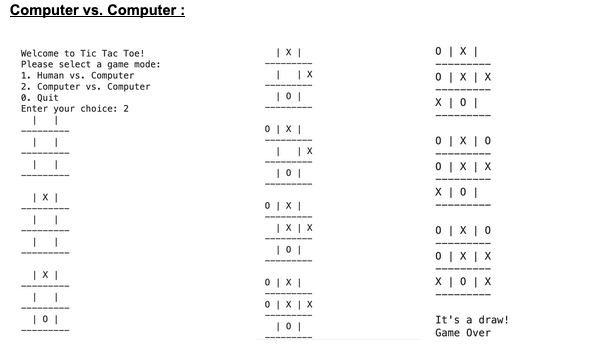 Computer vs. Computer :
Welcome to Tic Tac Toe!
Please select a game mode:
1. Human vs. Computer
2. Computer vs. Computer
0. Quit
Enter your choice: 2
  |   |
---------
  |   |
---------
  |   |
---------
  | X |
---------
  |   |
---------
  |   |
---------
  | X |
---------
  |   |
---------
  | O |
---------
  | X |
---------
  |   | X
---------
  | O |
---------
O | X |
---------
  |   | X
---------
  | O |
---------
O | X |
---------
  | X | X
---------
  | O |
---------
O | X |
---------
O | X | X
---------
  | O |
---------
O | X |
---------
O | X | X
---------
X | O |
---------
O | X | O
---------
O | X | X
---------
X | O |
---------
O | X | O
---------
O | X | X
---------
X | O | X
---------
It's a draw!
Game Over